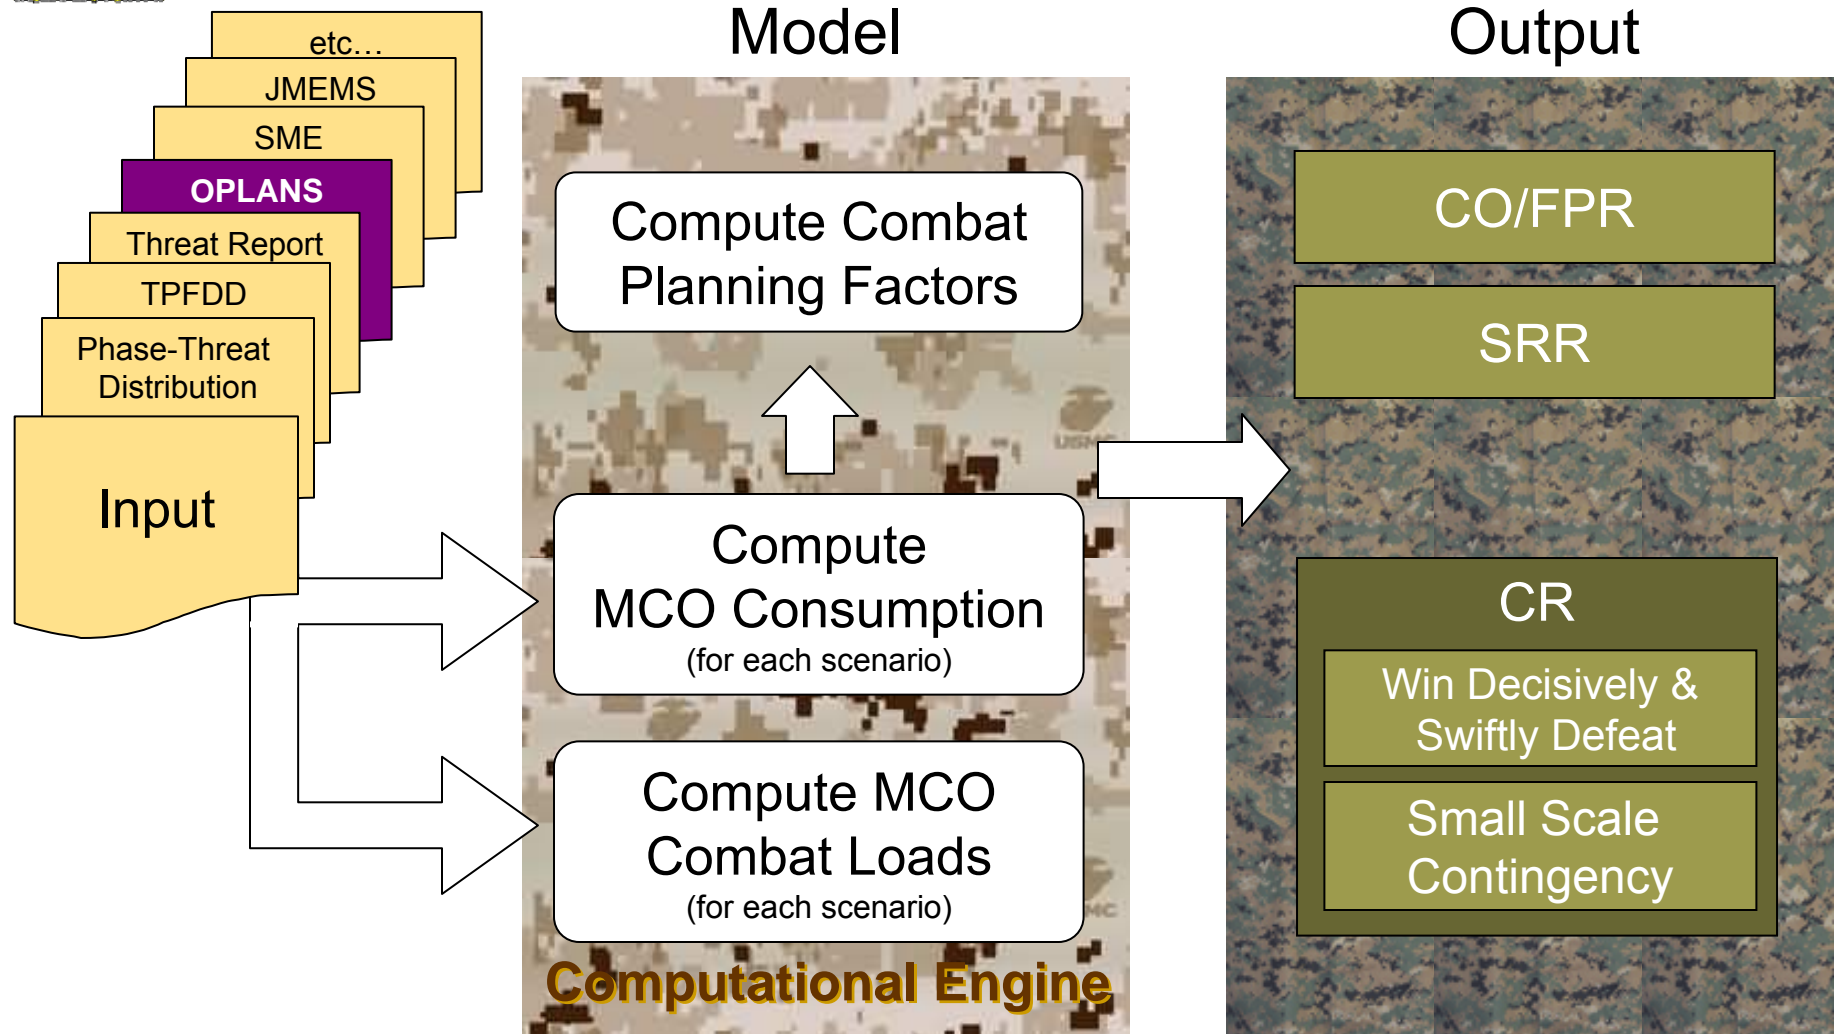 Model
Output
etc…
JMEMS
SME
OPLANS
Threat Report
TPFDD
Phase-Threat
Distribution
Input
Compute Combat
Planning Factors
USMC
Compute
MCO Consumption
(for each scenario)
Compute MCO
Combat Loads
(for each scenario)
Computational Engine
CO/FPR
SRR
CR
Win Decisively &
Swiftly Defeat
Small Scale
Contingency